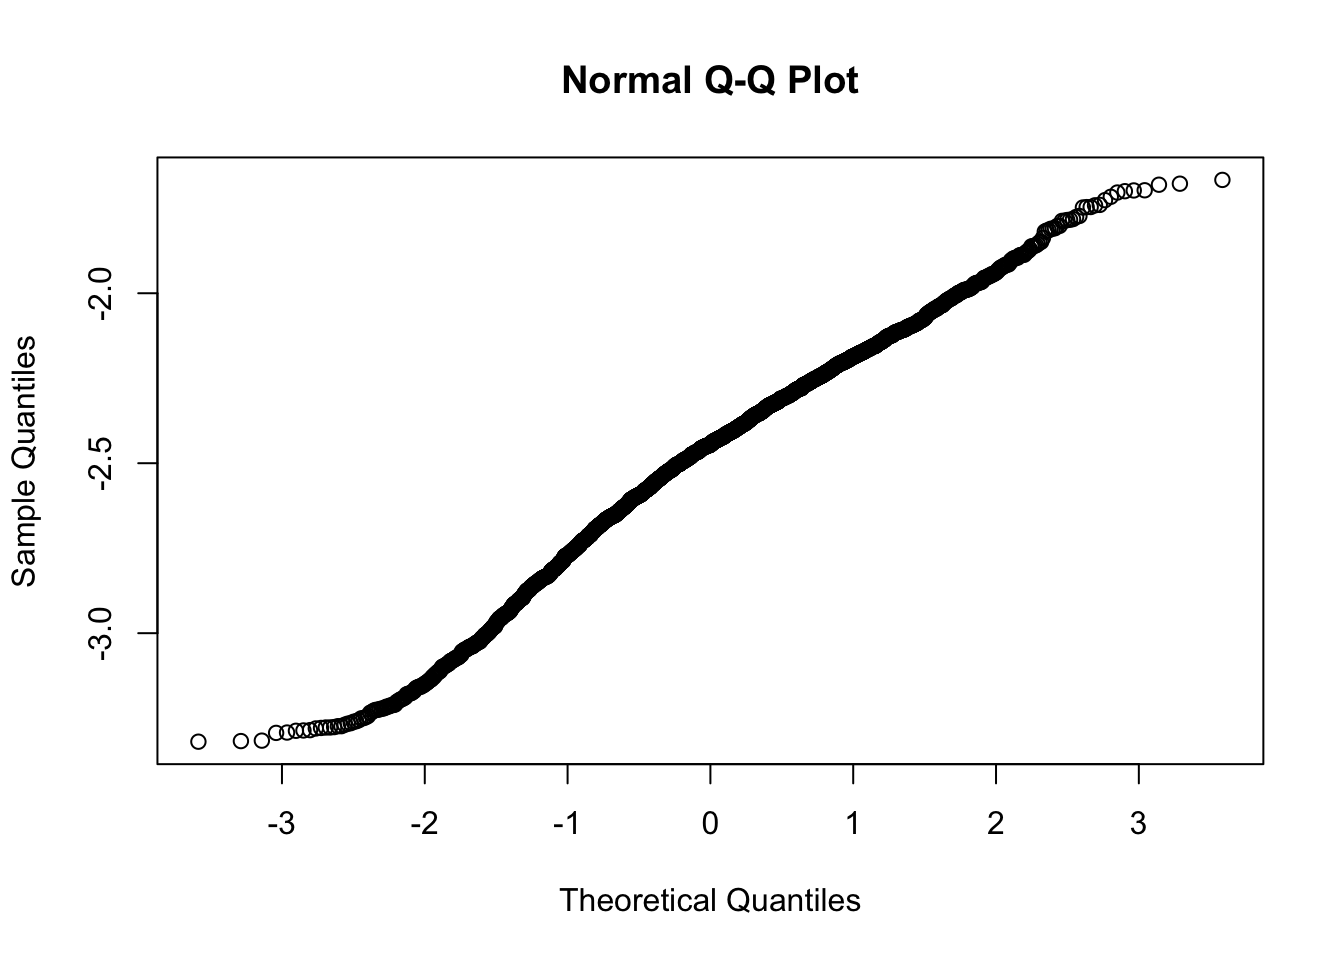 Normal Q-Q Plot
Sample Quantiles
-2.0
-2.5
-3.0
-3 -2 -1 0 1 2 3
Theoretical Quantiles